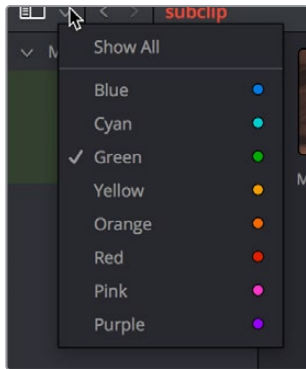 subclip
M
Show All
Blue
Cyan
✓ Green
Yellow
Orange
Red
M
Pink
Purple